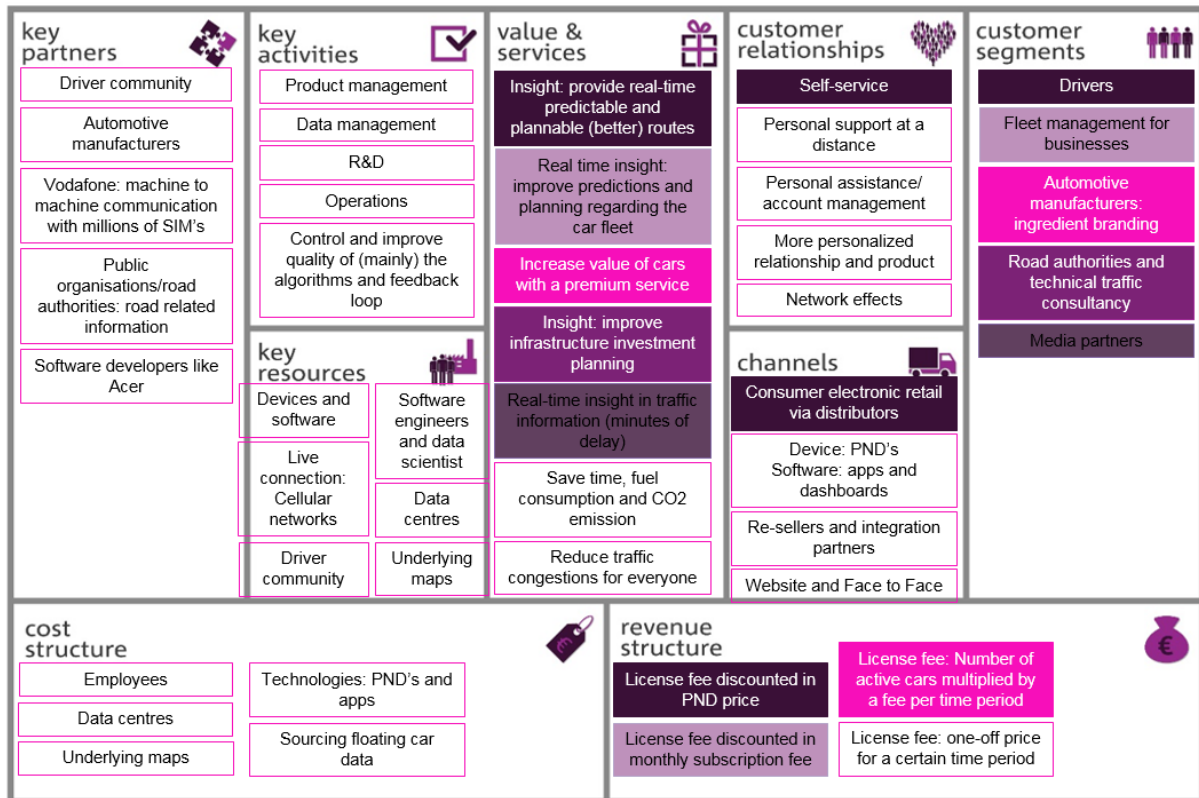 key
partners
Driver community
Automotive
manufacturers
Vodafone: machine to
machine communication
with millions of SIM's
Public
organisations/road
authorities: road related
information
Software developers like
Acer
key
activities
Product management
Data management
R&D
Operations
Control and improve
quality of (mainly) the
algorithms and feedback
loop
key
resources
Devices and
software
Live
connection:
Cellular
networks
Driver
community
Software
engineers
and data
scientist
Data
centres
Underlying
maps
value &
services
Insight: provide real-time
predictable and
plannable (better) routes
Real time insight:
improve predictions and
planning regarding the
car fleet
Increase value of cars
with a premium service
Insight: improve
infrastructure investment
planning
Real-time insight in traffic
information (minutes of
delay)
Save time, fuel
consumption and CO2
emission
Reduce traffic
congestions for everyone
customer
relationships
Self-service
Personal support at a
distance
Personal assistance/
account management
More personalized
relationship and product
Network effects
channels
Consumer electronic retail
via distributors
Device: PND's
Software: apps and
dashboards
Re-sellers and integration
partners
Website and Face to Face
customer
segments
Drivers
Fleet management for
businesses
Automotive
manufacturers:
ingredient branding
Road authorities and
technical traffic
consultancy
Media partners
cost
structure
€
Employees
Data centres
Underlying maps
Technologies: PND's and
apps
Sourcing floating car
data
revenue
structure
€
License fee discounted in
PND price
License fee discounted in
monthly subscription fee
License fee: Number of
active cars multiplied by
a fee per time period
License fee: one-off price
for a certain time period